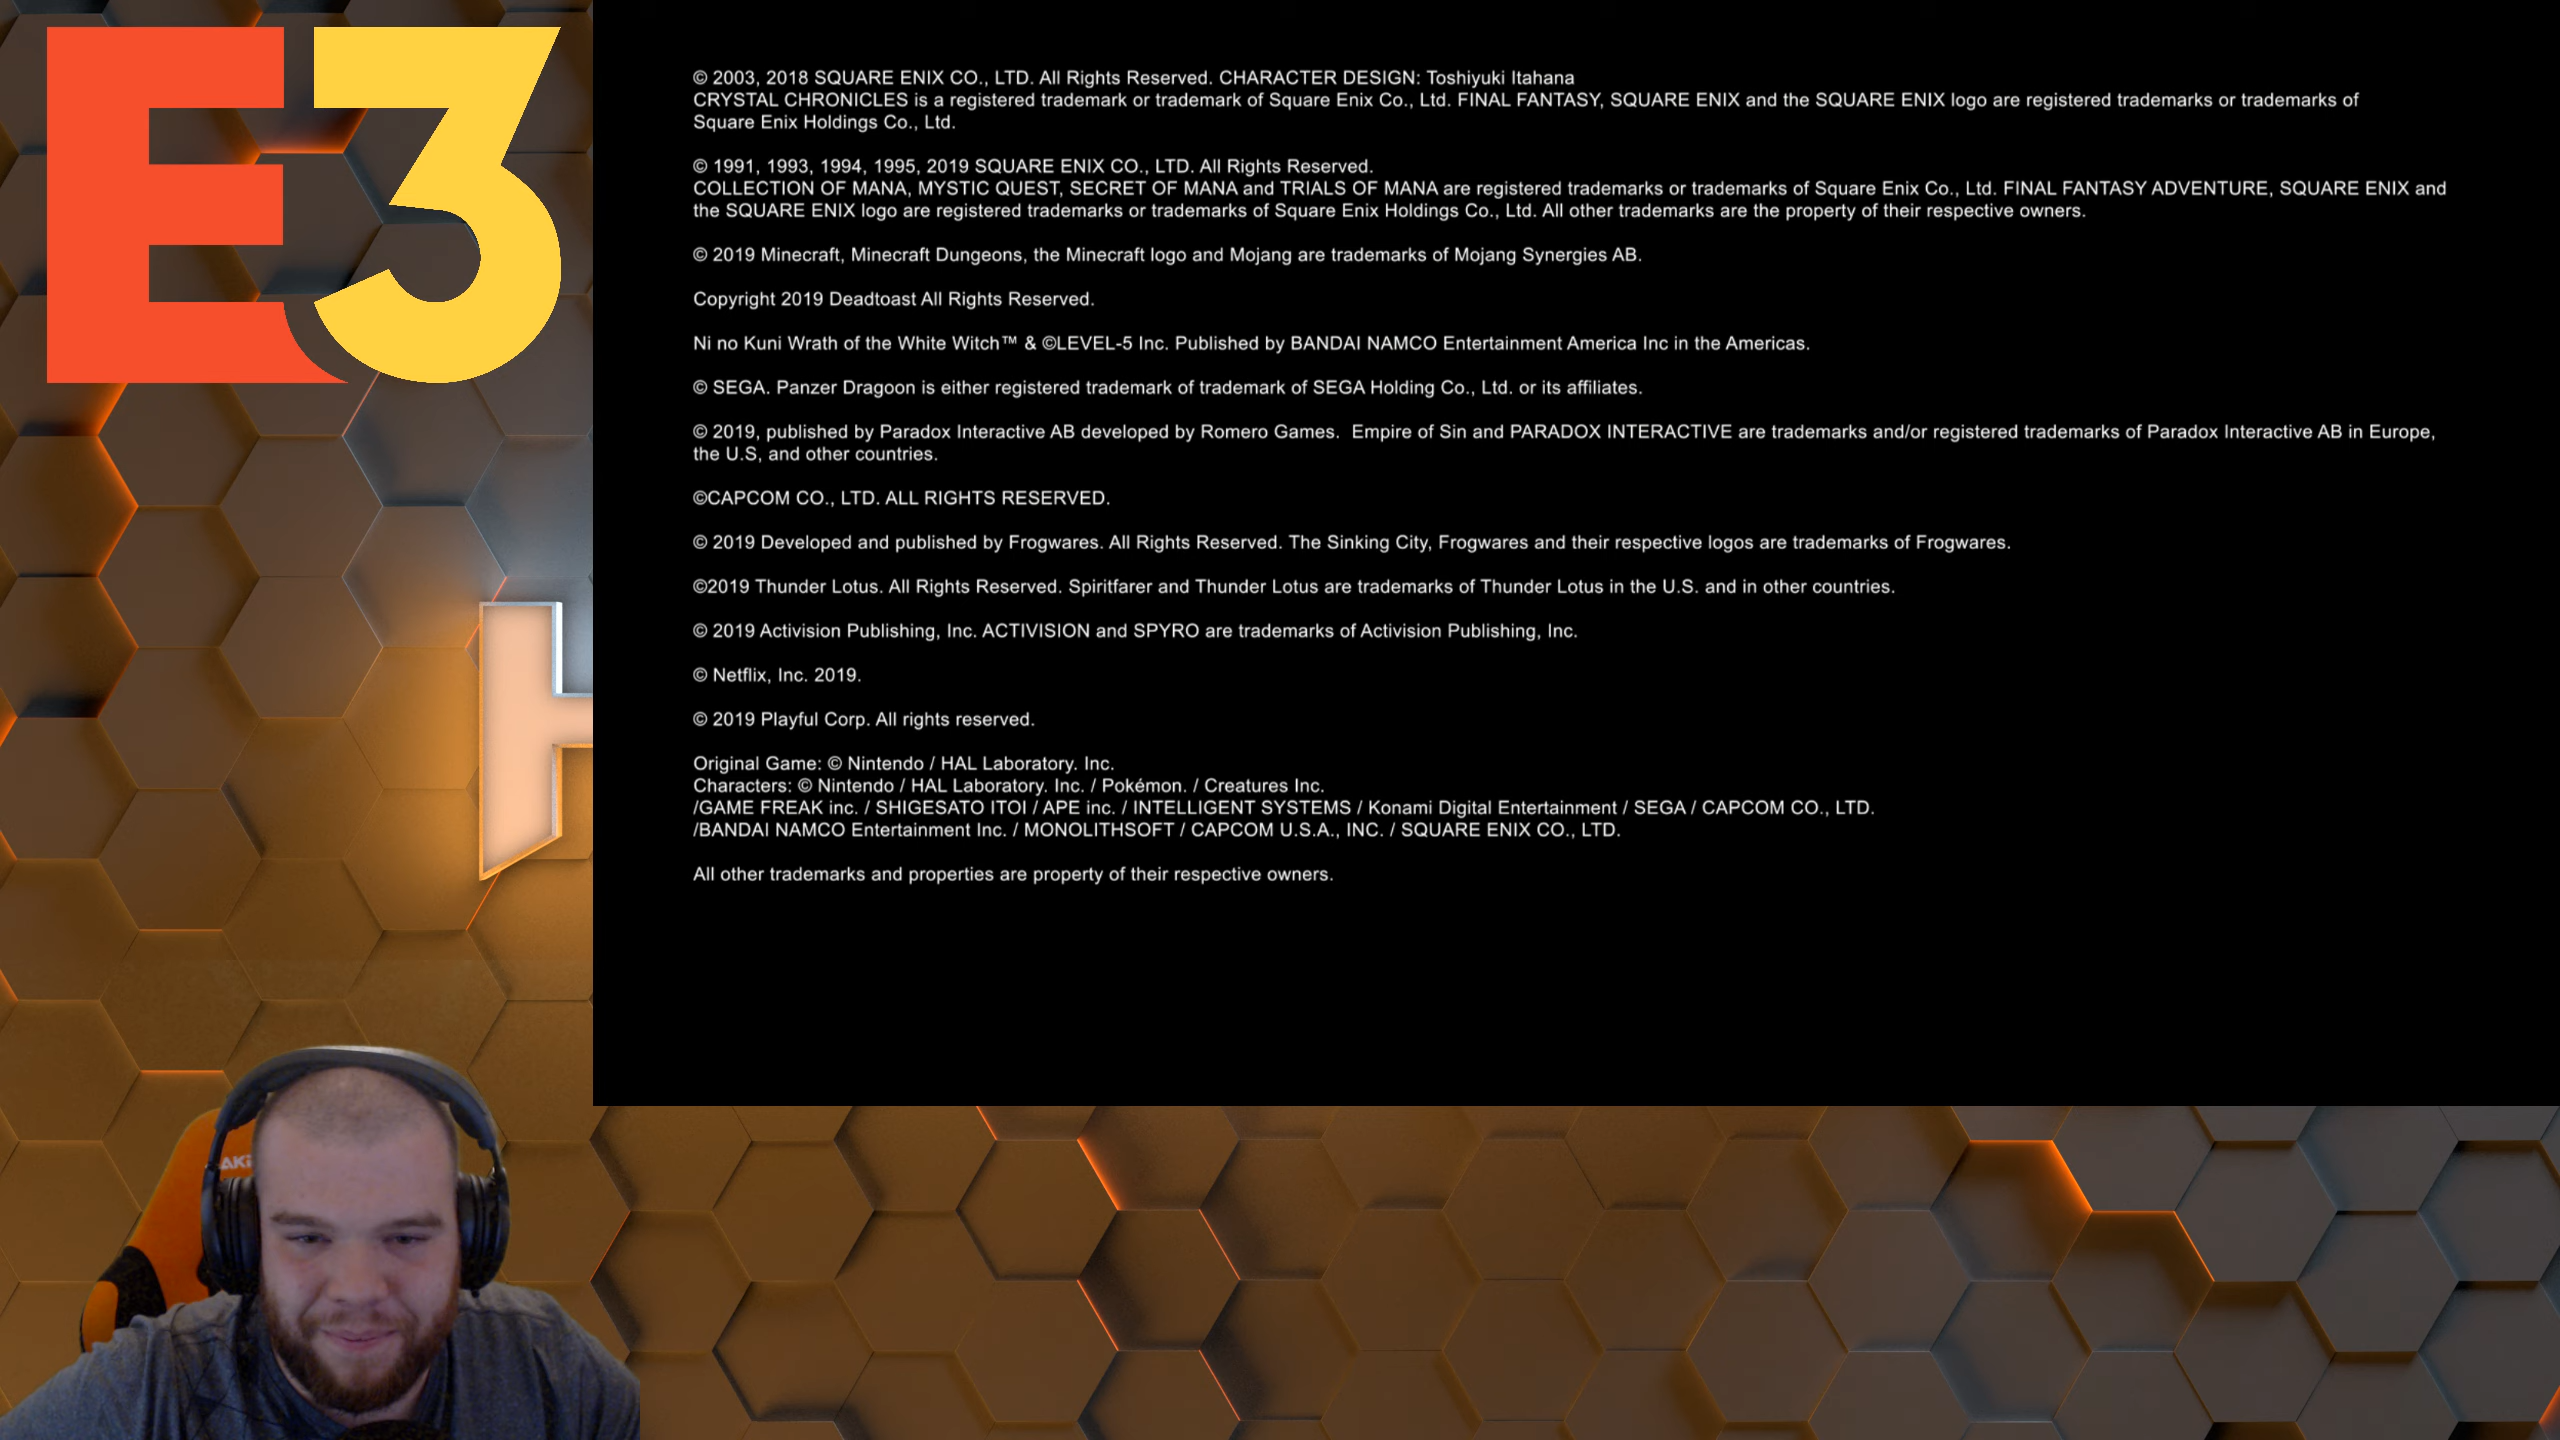 E3
© 2003, 2018 SQUARE ENIX CO., LTD. All Rights Reserved. CHARACTER DESIGN: Toshiyuki Itahana
CRYSTAL CHRONICLES is a registered trademark or trademark of Square Enix Co., Ltd. FINAL FANTASY, SQUARE ENIX and the SQUARE ENIX logo are registered trademarks or trademarks of
Square Enix Holdings Co., Ltd.
© 1991, 1993, 1994, 1995, 2019 SQUARE ENIX CO., LTD. All Rights Reserved.
COLLECTION OF MANA, MYSTIC QUEST, SECRET OF MANA and TRIALS OF MANA are registered trademarks or trademarks of Square Enix Co., Ltd. FINAL FANTASY ADVENTURE, SQUARE ENIX and
the SQUARE ENIX logo are registered trademarks or trademarks of Square Enix Holdings Co., Ltd. All other trademarks are the property of their respective owners.
© 2019 Minecraft, Minecraft Dungeons, the Minecraft logo and Mojang are trademarks of Mojang Synergies AB.
Copyright 2019 Deadtoast All Rights Reserved.
Ni no Kuni Wrath of the White Witch™ & ©LEVEL-5 Inc. Published by BANDAI NAMCO Entertainment America Inc in the Americas.
© SEGA. Panzer Dragoon is either registered trademark of trademark of SEGA Holding Co., Ltd. or its affiliates.
© 2019, published by Paradox Interactive AB developed by Romero Games.  Empire of Sin and PARADOX INTERACTIVE are trademarks and/or registered trademarks of Paradox Interactive AB in Europe,
the U.S, and other countries.
©CAPCOM CO., LTD. ALL RIGHTS RESERVED.
© 2019 Developed and published by Frogwares. All Rights Reserved. The Sinking City, Frogwares and their respective logos are trademarks of Frogwares.
©2019 Thunder Lotus. All Rights Reserved. Spiritfarer and Thunder Lotus are trademarks of Thunder Lotus in the U.S. and in other countries.
© 2019 Activision Publishing, Inc. ACTIVISION and SPYRO are trademarks of Activision Publishing, Inc.
© Netflix, Inc. 2019.
© 2019 Playful Corp. All rights reserved.
Original Game: © Nintendo / HAL Laboratory. Inc.
Characters: © Nintendo / HAL Laboratory. Inc. / Pokémon. / Creatures Inc.
/GAME FREAK inc. / SHIGESATO ITOI / APE inc. / INTELLIGENT SYSTEMS / Konami Digital Entertainment / SEGA / CAPCOM CO., LTD.
/BANDAI NAMCO Entertainment Inc. / MONOLITHSOFT / CAPCOM U.S.A., INC. / SQUARE ENIX CO., LTD.
All other trademarks and properties are property of their respective owners.